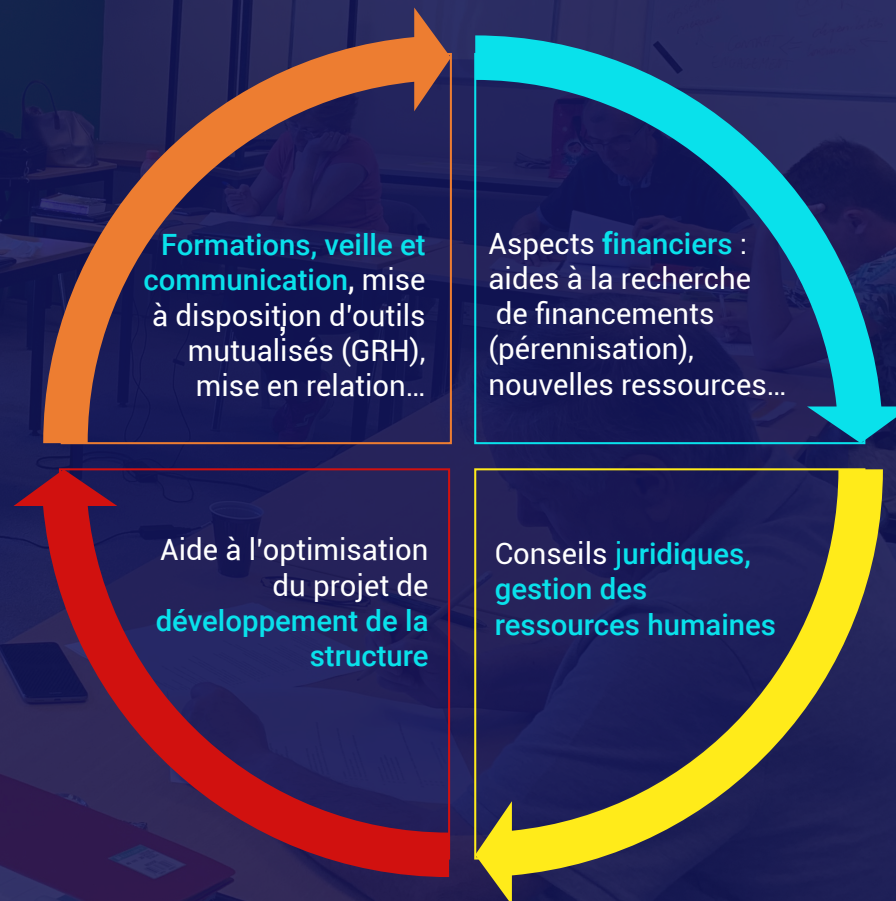 Formations, veille et
communication, mise
à disposition d'outils
mutualisés (GRH),
mise en relation…
Aspects financiers :
aides à la recherche
de financements
(pérennisation),
nouvelles ressources…
Aide à l'optimisation
du projet de
développement de la
structure
Conseils juridiques,
gestion des
ressources humaines